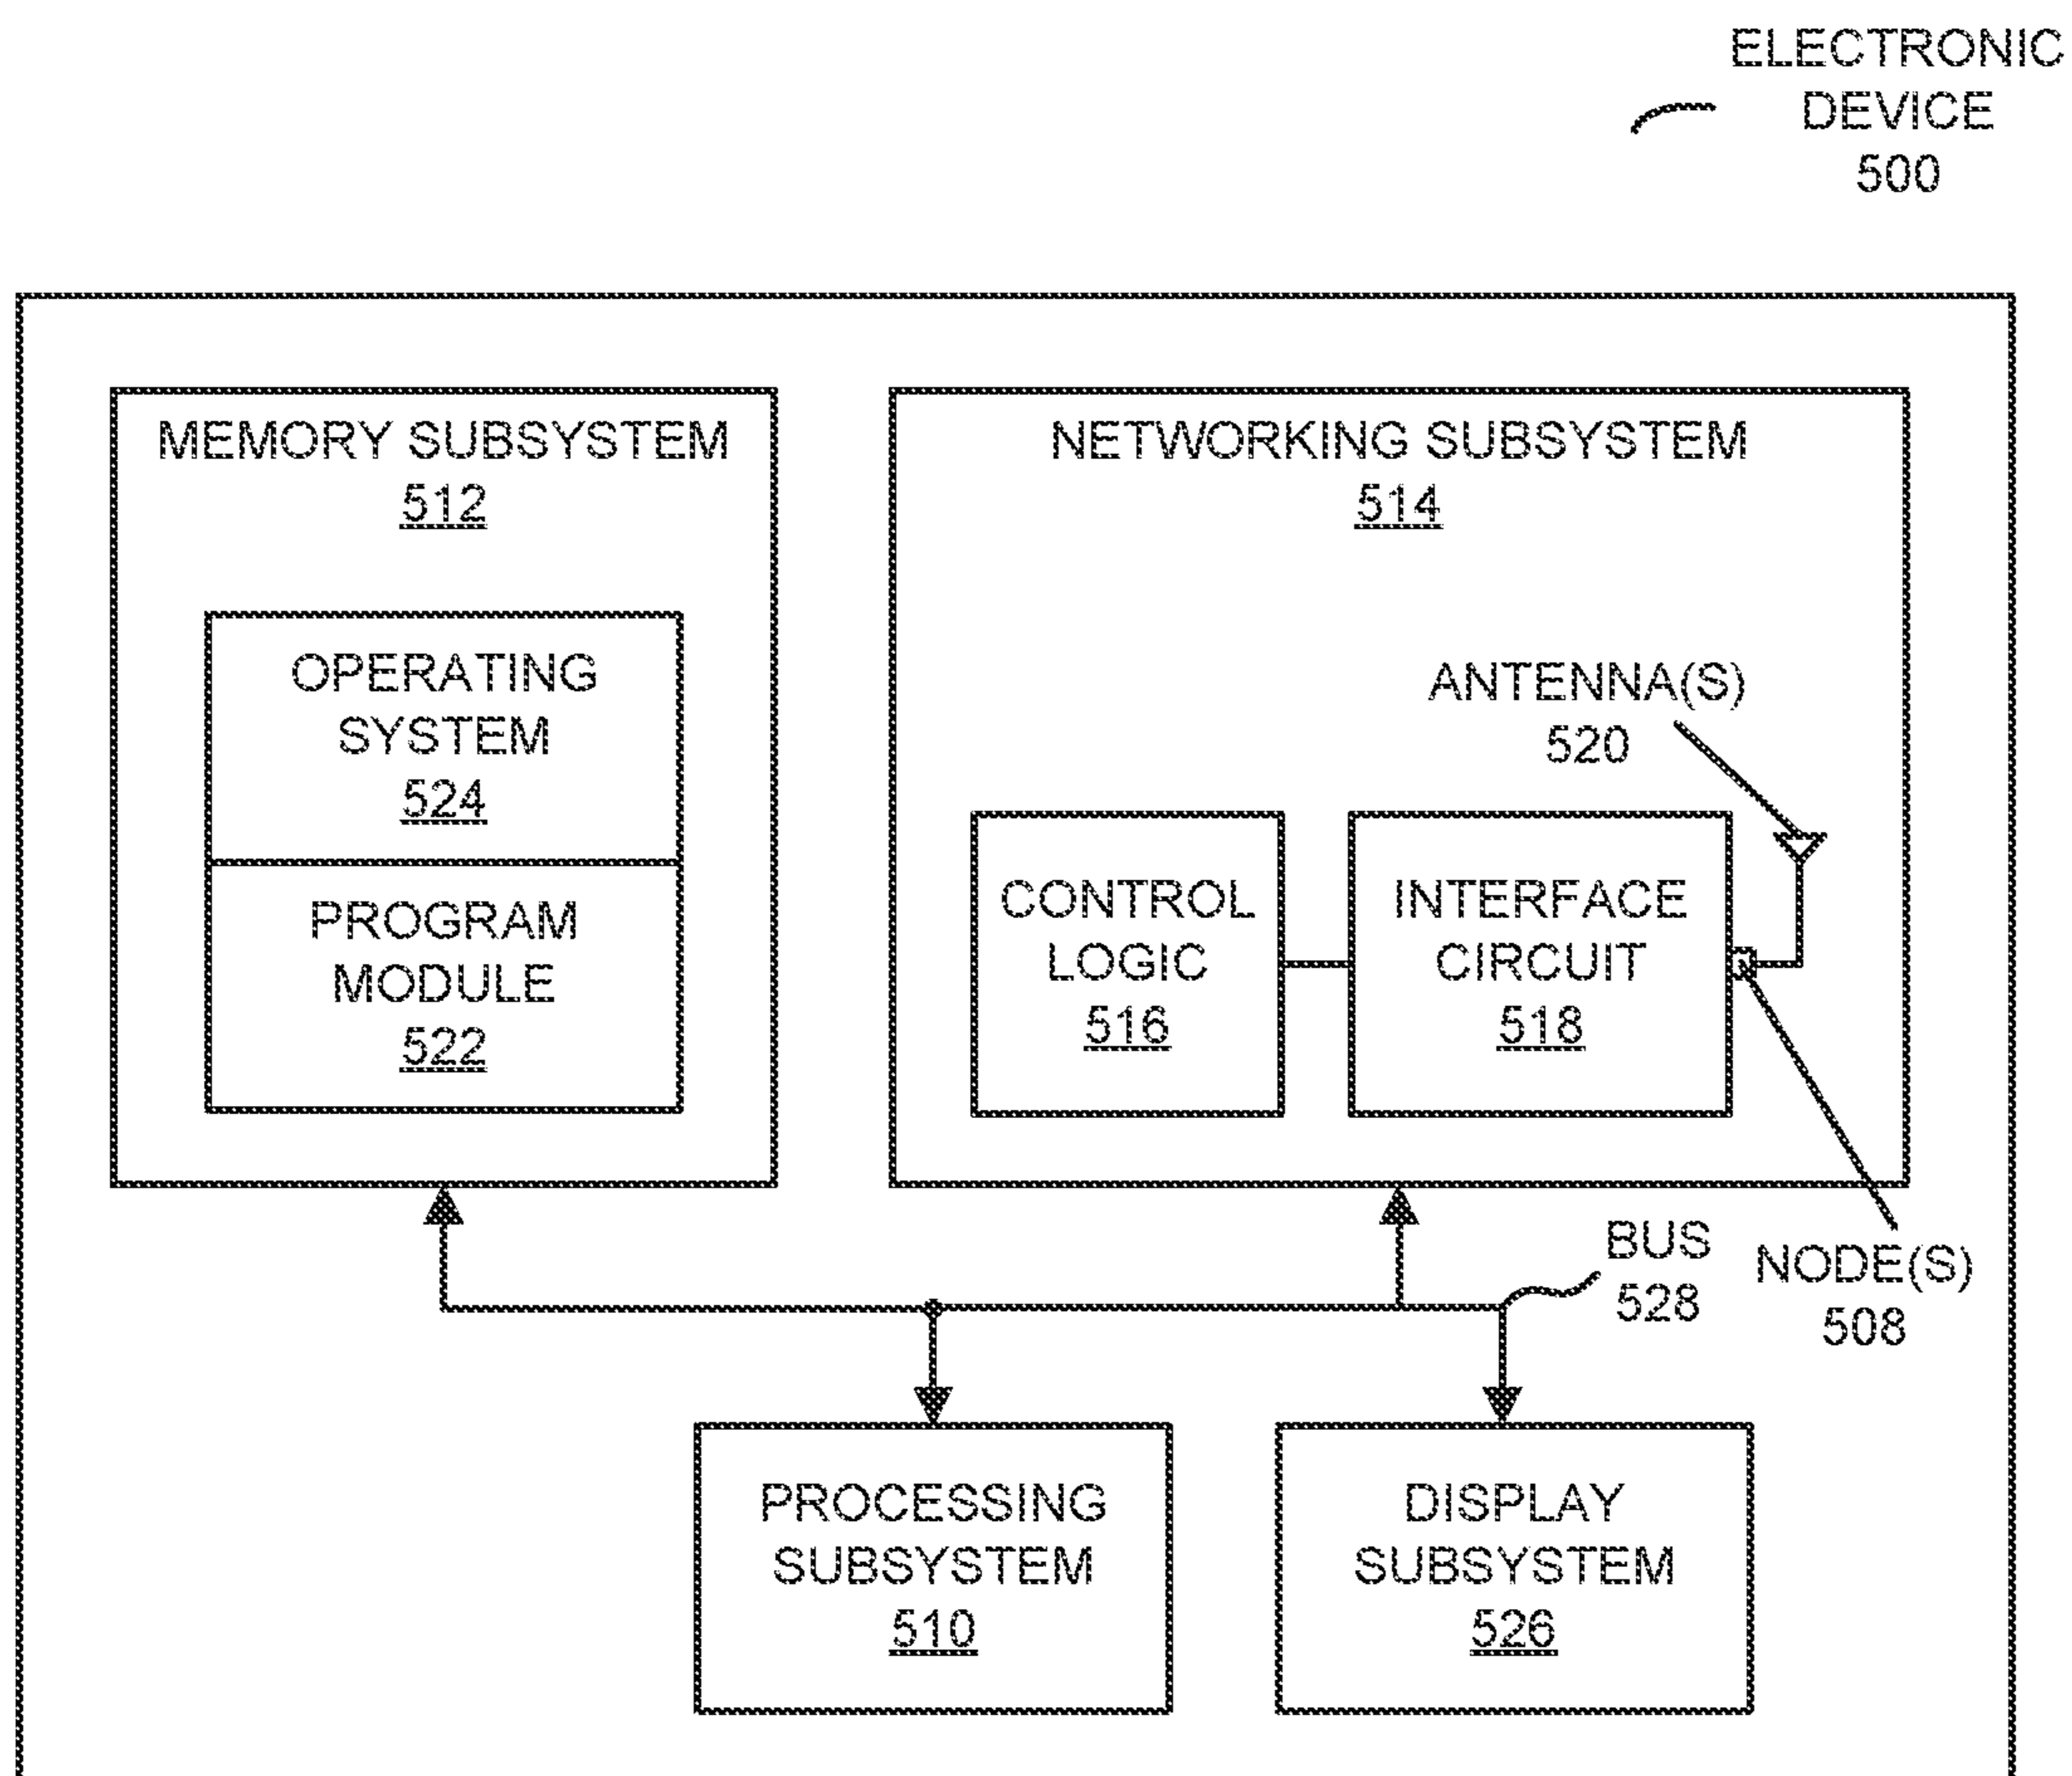 ELECTRONIC
DEVICE
500
MEMORY SUBSYSTEM
512
OPERATING
SYSTEM
524
PROGRAM
MODULE
522
NETWORKING SUBSYSTEM
514
ANTENNA(S)
520
CONTROL
LOGIC
516
INTERFACE
CIRCUIT
518
BUS
528
NODE(S)
508
PROCESSING
SUBSYSTEM
510
DISPLAY
SUBSYSTEM
526